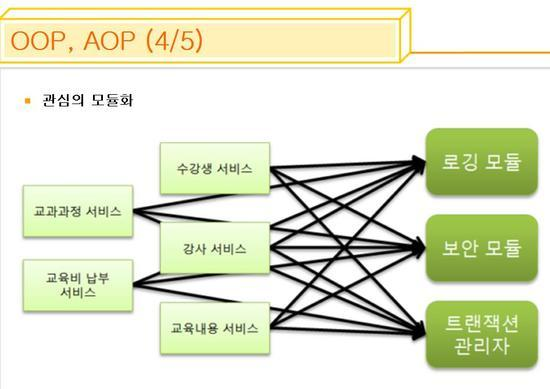 OOP, AOP (4/5)
관심의 모듈화
수강생 서비스
로깅 모듈
교과과정 서비스
강사 서비스
보안 모듈
교육비 납부
서비스
교육내용 서비스
트랜잭션
관리자